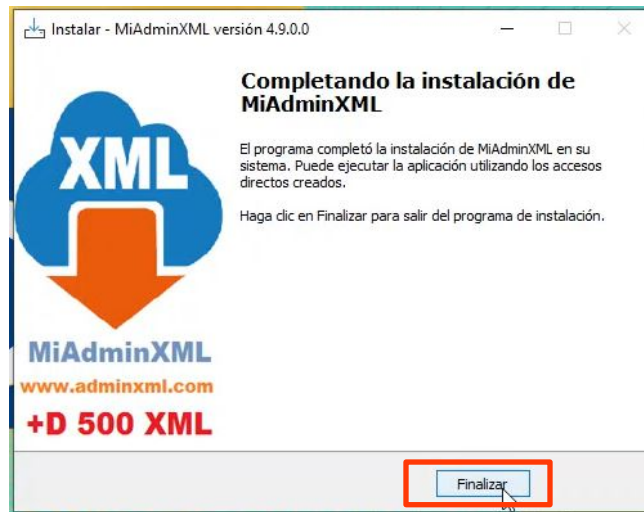 Instalar - MiAdminXML versión 4.9.0.0
Completando la instalación de
MiAdminXML
El programa completó la instalación de MiAdminXML en su
sistema. Puede ejecutar la aplicación utilizando los accesos
directos creados.
Haga clic en Finalizar para salir del programa de instalación.
XML
MiAdminXML
www.adminxml.com
+D 500 XML
Finalizar